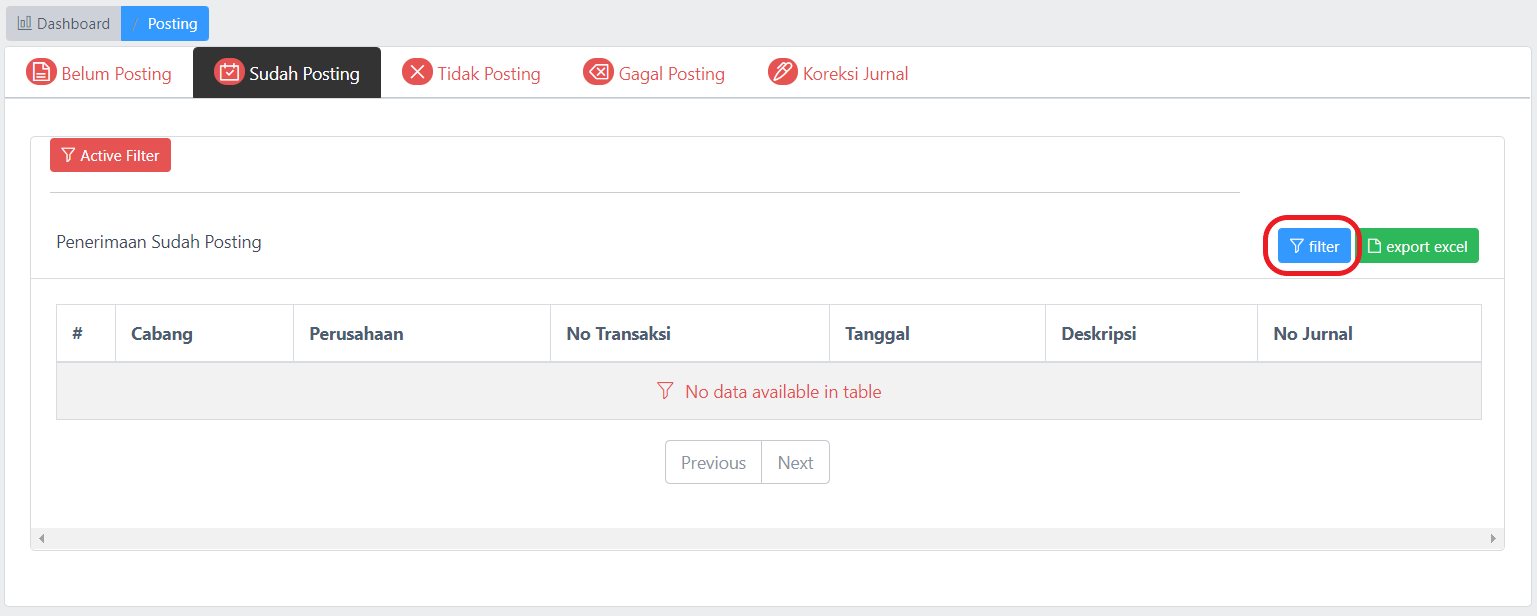 Dashboard / Posting
Belum Posting Sudah Posting Tidak Posting Gagal Posting Koreksi Jurnal
Active Filter
Penerimaan Sudah Posting
filter export excel
# Cabang Perusahaan No Transaksi Tanggal Deskripsi No Jurnal
No data available in table
Previous Next